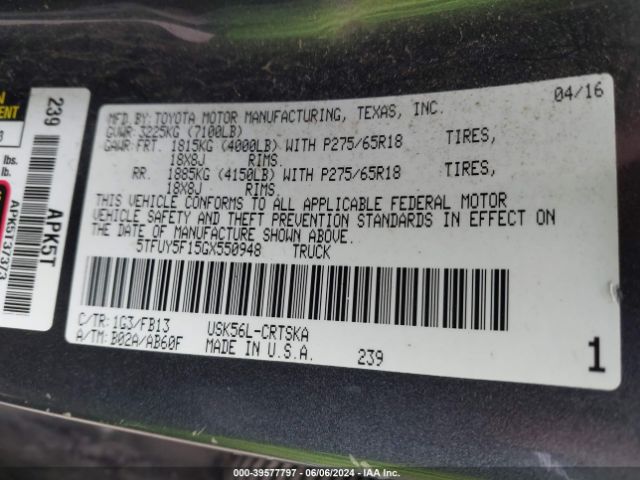 MFD.BY:TOYOTA MOTOR MANUFACTURING, TEXAS, INC. 04/16
GVWR 3225KG (7100LB)
GAWR FRT. 1815KG (4000LB) WITH P275/65R18 TIRES,
18X8J RIMS.
RR. 1885KG (4150LB) WITH P275/65R18 TIRES,
18X8J RIMS.
THIS VEHICLE CONFORMS TO ALL APPLICABLE FEDERAL MOTOR
VEHICLE SAFETY AND THEFT PREVENTION STANDARDS IN EFFECT ON
THE DATE OF MANUFACTURE SHOWN ABOVE.
5TFUY5F15GX550948 TRUCK
C/TR: 1G3/FB13 USK56L-CRTSKA
A/TM: B02A/AB60F MADE IN U.S.A. 239
1
239
APK5T
APK5137373
lbs.
lb.
000-39577797 - 06/06/2024 - IAA Inc.